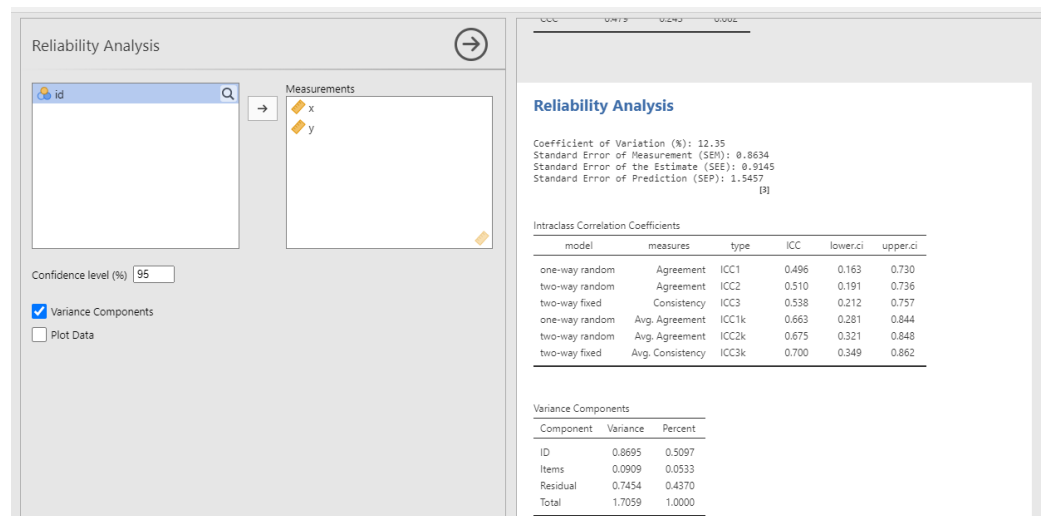 Reliability Analysis
id
Measurements
x
y
Confidence level (%) 95
Variance Components
Plot Data
Reliability Analysis
Coefficient of Variation (%): 12.35
Standard Error of Measurement (SEM): 0.8634
Standard Error of the Estimate (SEE): 0.9145
Standard Error of Prediction (SEP): 1.5457
[3]
Intraclass Correlation Coefficients
model measures type ICC lower.ci upper.ci
one-way random Agreement ICC1 0.496 0.163 0.730
two-way random Agreement ICC2 0.510 0.191 0.736
two-way fixed Consistency ICC3 0.538 0.212 0.757
one-way random Avg. Agreement ICC1k 0.663 0.281 0.844
two-way random Avg. Agreement ICC2k 0.675 0.321 0.848
two-way fixed Avg. Consistency ICC3k 0.700 0.349 0.862
Variance Components
Component Variance Percent
ID 0.8695 0.5097
Items 0.0909 0.0533
Residual 0.7454 0.4370
Total 1.7059 1.0000